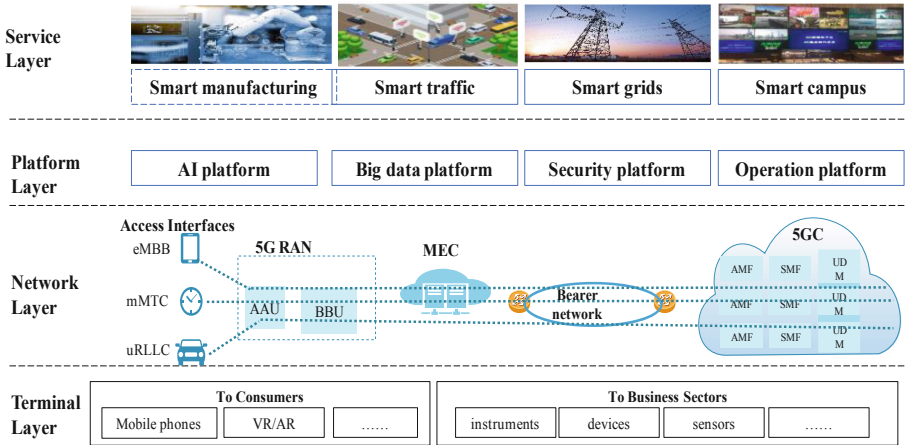 Service
Layer
Smart manufacturing
Smart traffic
Smart grids
Smart campus
Platform
Layer
AI platform
Big data platform
Security platform
Operation platform
Network
Layer
Access Interfaces
eMBB
mMTC
uRLLC
5G RAN
AAU
BBU
MEC
Bearer
network
5GC
AMF
SMF
UD
M
AMF
SMF
UD
M
AMF
SMF
UD
M
Terminal
Layer
To Consumers
Mobile phones
VR/AR
......
To Business Sectors
instruments
devices
sensors
......